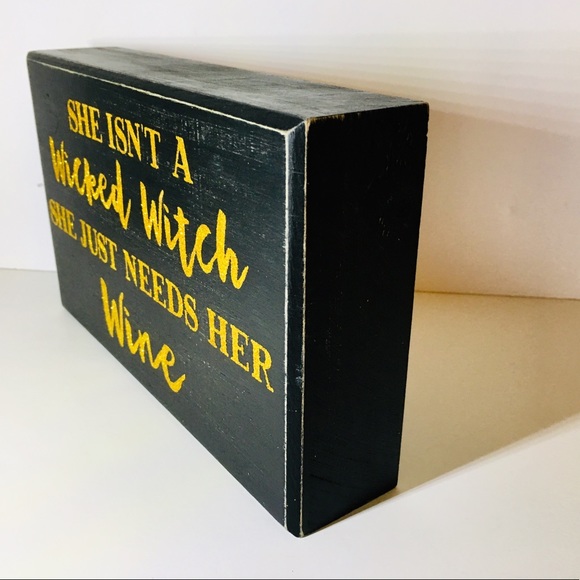 SHE ISN'T A
Wicked Witch
SHE JUST NEEDS HER
Wine